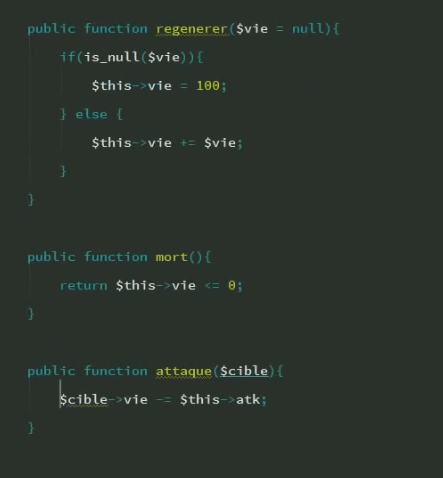 public function regenerer($vie = null){
if(is_null($vie)){
$this->vie = 100;
} else {
$this->vie += $vie;
}
}
public function mort(){
return $this->vie <= 0;
}
public function attaque($cible){
$cible->vie -= $this->atk;
}